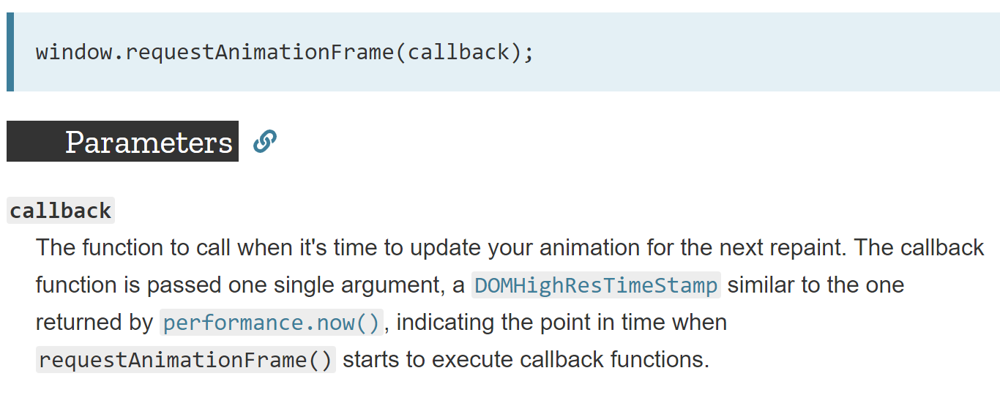 window.requestAnimationFrame(callback);
Parameters
callback
The function to call when it's time to update your animation for the next repaint. The callback
function is passed one single argument, a DOMHighResTimeStamp similar to the one
returned by performance.now(), indicating the point in time when
requestAnimationFrame() starts to execute callback functions.